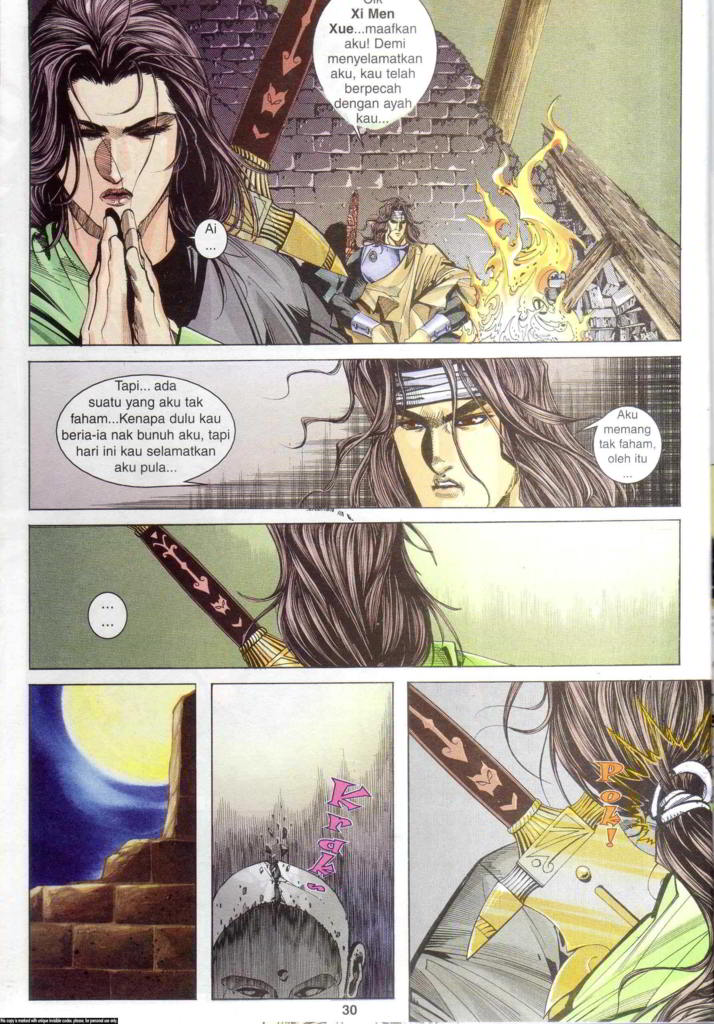 Xi Men
Xue...maafkan
aku! Demi
menyelamatkan
aku, kau telah
berpecah
dengan ayah
kau...
Ai
...
Tapi... ada
suatu yang aku tak
faham...Kenapa dulu kau
beria-ia nak bunuh aku, tapi
hari ini kau selamatkan
aku pula...
Aku
memang
tak faham,
oleh itu
...
...
...
Kraks
Pok!
30
This copy is marked with unique invisible codes, please, for personal use only.